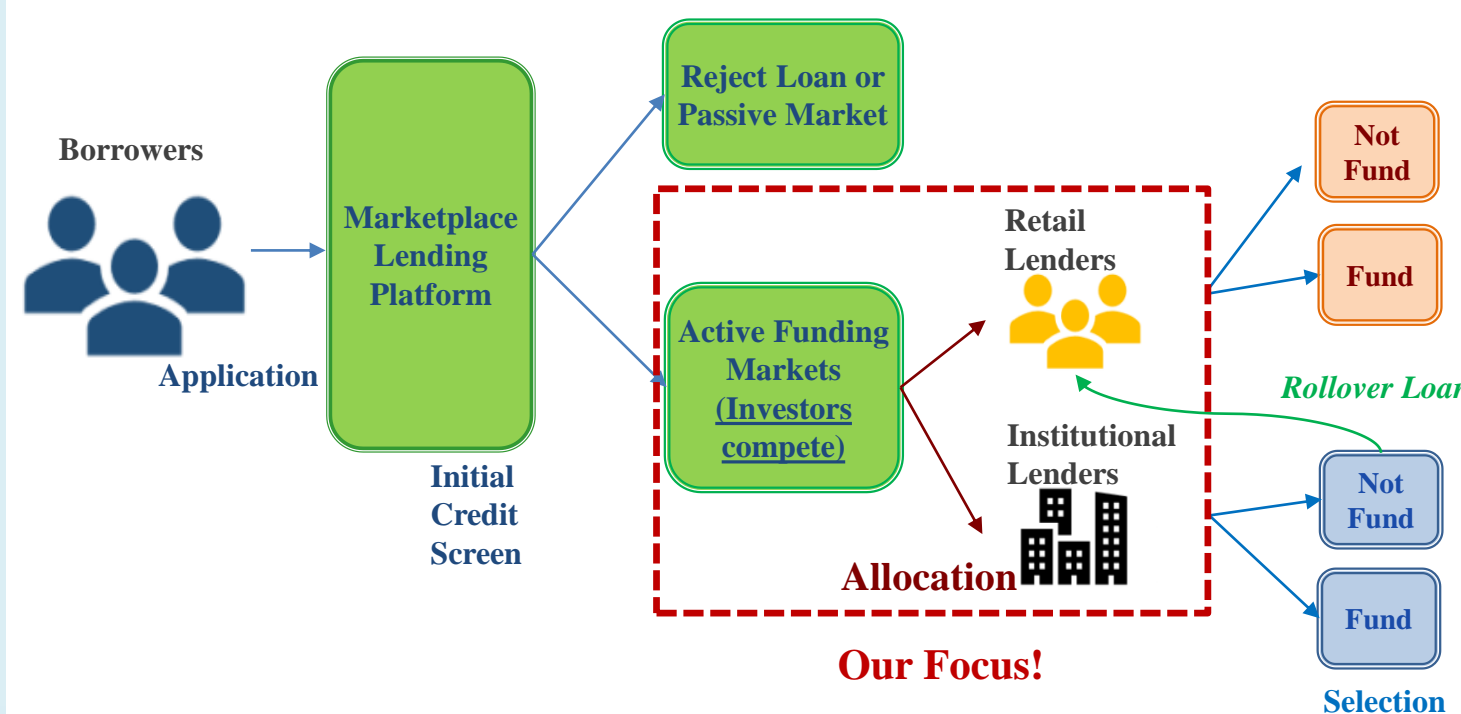 Borrowers
Application
Marketplace
Lending
Platform
Initial
Credit
Screen
Reject Loan or
Passive Market
Active Funding
Markets
(Investors
compete)
Retail
Lenders
Institutional
Lenders
Allocation
Our Focus!
Not
Fund
Fund
Rollover Loan
Not
Fund
Fund
Selection